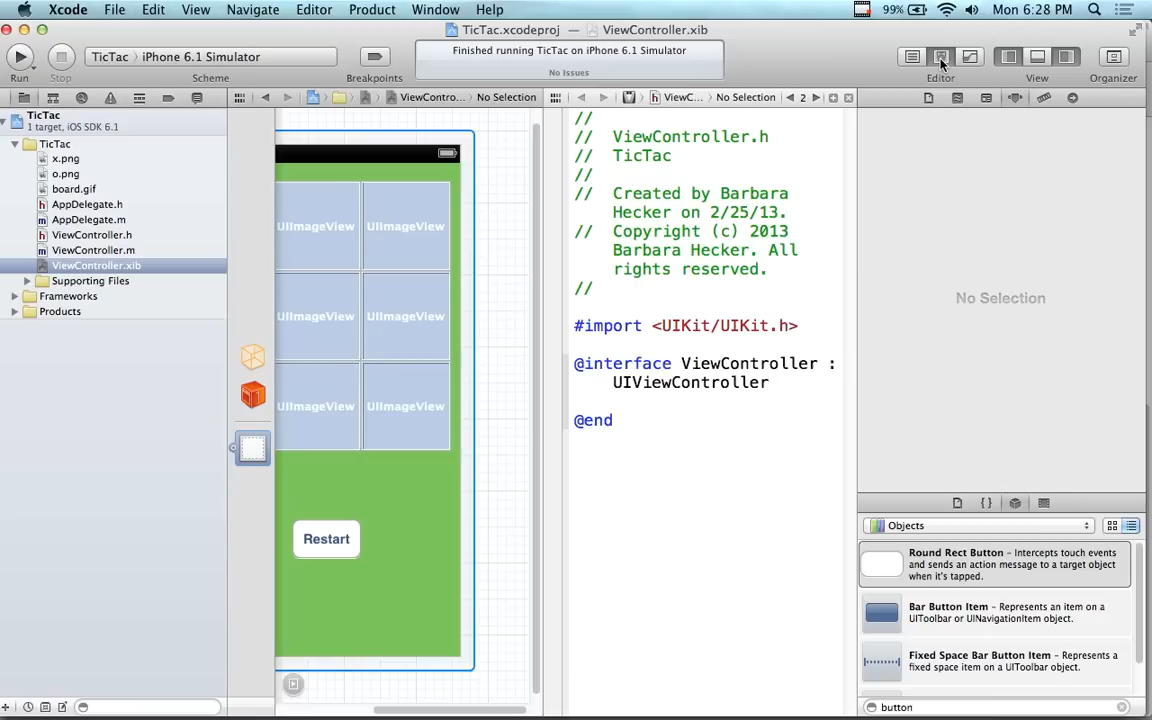 Xcode File Edit View Navigate Editor Product Window Help 99% Mon 6:28 PM
TicTac.xcodeproj — ViewController.xib
TicTac iPhone 6.1 Simulator
Finished running TicTac on iPhone 6.1 Simulator
No Issues
Run Stop Scheme Breakpoints Editor View Organizer
ViewContro... No Selection
ViewC... No Selection 2
TicTac
1 target, iOS SDK 6.1
TicTac
x.png
o.png
board.gif
AppDelegate.h
AppDelegate.m
ViewController.h
ViewController.m
ViewController.xib
Supporting Files
Frameworks
Products
UIImageView UIImageView
UIImageView UIImageView
UIImageView UIImageView
Restart
//
// ViewController.h
// TicTac
//
// Created by Barbara
Hecker on 2/25/13.
// Copyright (c) 2013
Barbara Hecker. All
rights reserved.
//
#import <UIKit/UIKit.h>
@interface ViewController :
UIViewController
@end
No Selection
{ }
Objects
Round Rect Button – Intercepts touch events
and sends an action message to a target object
when it's tapped.
Bar Button Item – Represents an item on a
UIToolbar or UINavigationItem object.
Fixed Space Bar Button Item – Represents a
fixed space item on a UIToolbar object.
button